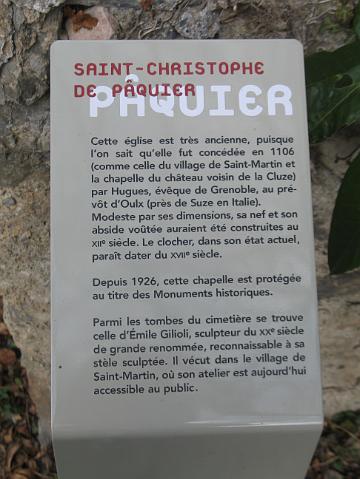 SAINT-CHRISTOPHE
DE PÂQUIER
PÂQUIER
Cette église est très ancienne, puisque
l'on sait qu'elle fut concédée en 1106
(comme celle du village de Saint-Martin et
la chapelle du château voisin de la Cluze)
par Hugues, évêque de Grenoble, au pré-
vôt d'Oulx (près de Suze en Italie).
Modeste par ses dimensions, sa nef et son
abside voûtée auraient été construites au
XIIe siècle. Le clocher, dans son état actuel,
paraît dater du XVIIe siècle.
Depuis 1926, cette chapelle est protégée
au titre des Monuments historiques.
Parmi les tombes du cimetière se trouve
celle d'Émile Gilioli, sculpteur du XXe siècle
de grande renommée, reconnaissable à sa
stèle sculptée. Il vécut dans le village de
Saint-Martin, où son atelier est aujourd'hui
accessible au public.